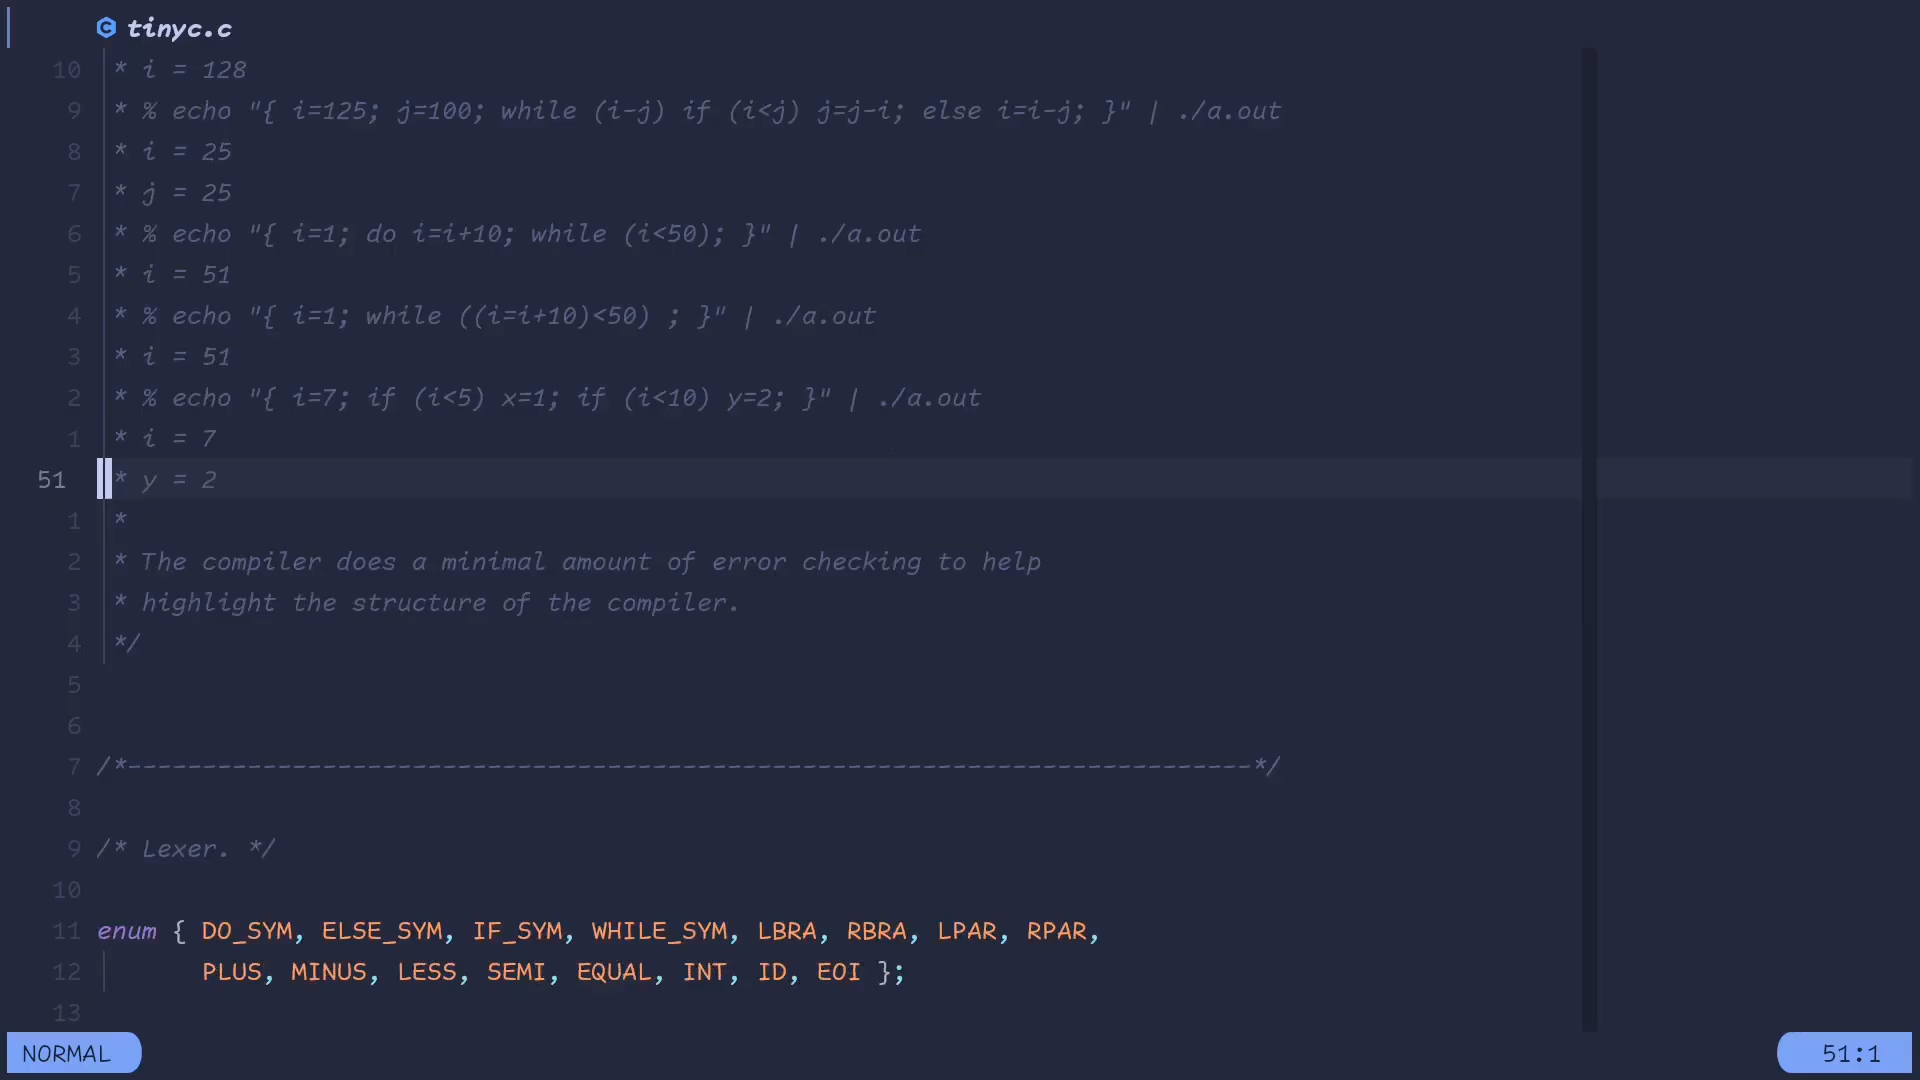 tinyc.c
10 * i = 128
9 * % echo "{ i=125; j=100; while (i-j) if (i<j) j=j-i; else i=i-j; }" | ./a.out
8 * i = 25
7 * j = 25
6 * % echo "{ i=1; do i=i+10; while (i<50); }" | ./a.out
5 * i = 51
4 * % echo "{ i=1; while ((i=i+10)<50) ; }" | ./a.out
3 * i = 51
2 * % echo "{ i=7; if (i<5) x=1; if (i<10) y=2; }" | ./a.out
1 * i = 7
51 * y = 2
1 *
2 * The compiler does a minimal amount of error checking to help
3 * highlight the structure of the compiler.
4 */
5
6
7 /*---------------------------------------------------------------------------*/
8
9 /* Lexer. */
10
11 enum { DO_SYM, ELSE_SYM, IF_SYM, WHILE_SYM, LBRA, RBRA, LPAR, RPAR,
12 PLUS, MINUS, LESS, SEMI, EQUAL, INT, ID, EOI };
13
NORMAL 51:1